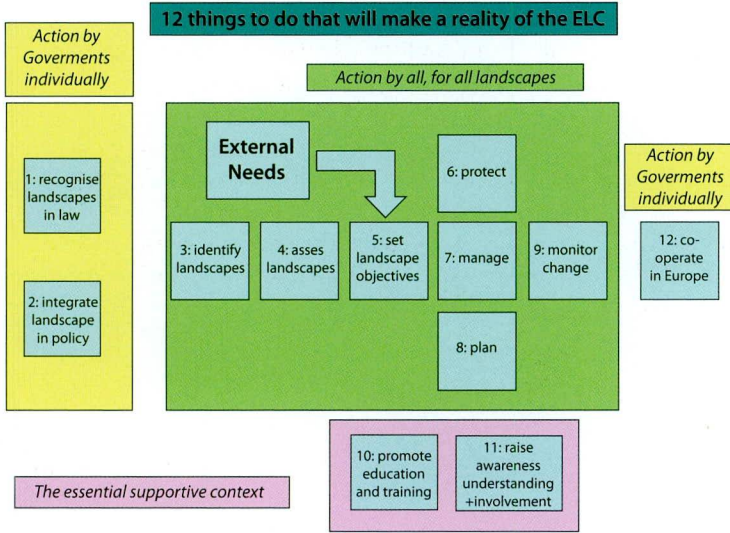 12 things to do that will make a reality of the ELC
Action by
Goverments
individually
Action by all, for all landscapes
1: recognise
landscapes
in law
2: integrate
landscape
in policy
External
Needs
3: identify
landscapes
4: asses
landscapes
5: set
landscape
objectives
6: protect
7: manage
8: plan
9: monitor
change
Action by
Goverments
individually
12: co-
operate
in Europe
10: promote
education
and training
11: raise
awareness
understanding
+involvement
The essential supportive context